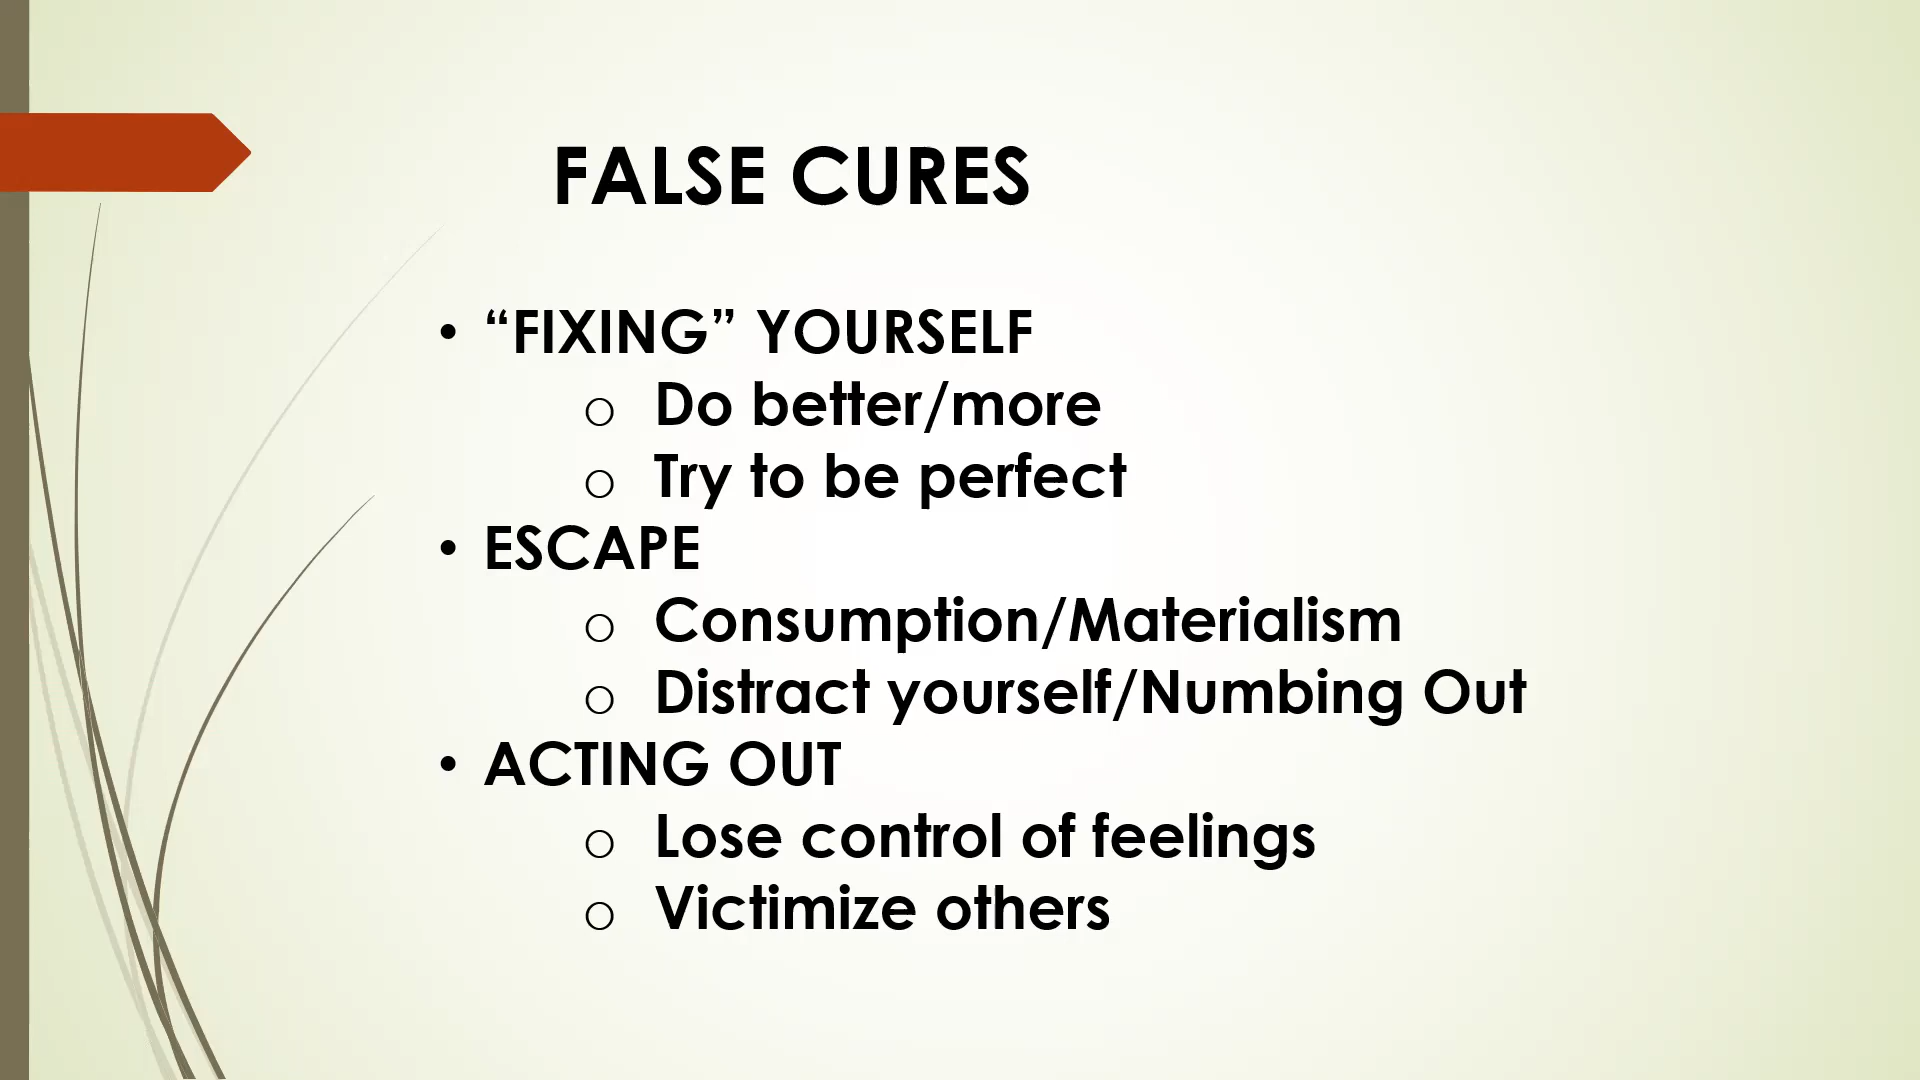 FALSE CURES
• “FIXING” YOURSELF
o Do better/more
o Try to be perfect
• ESCAPE
o Consumption/Materialism
o Distract yourself/Numbing Out
• ACTING OUT
o Lose control of feelings
o Victimize others